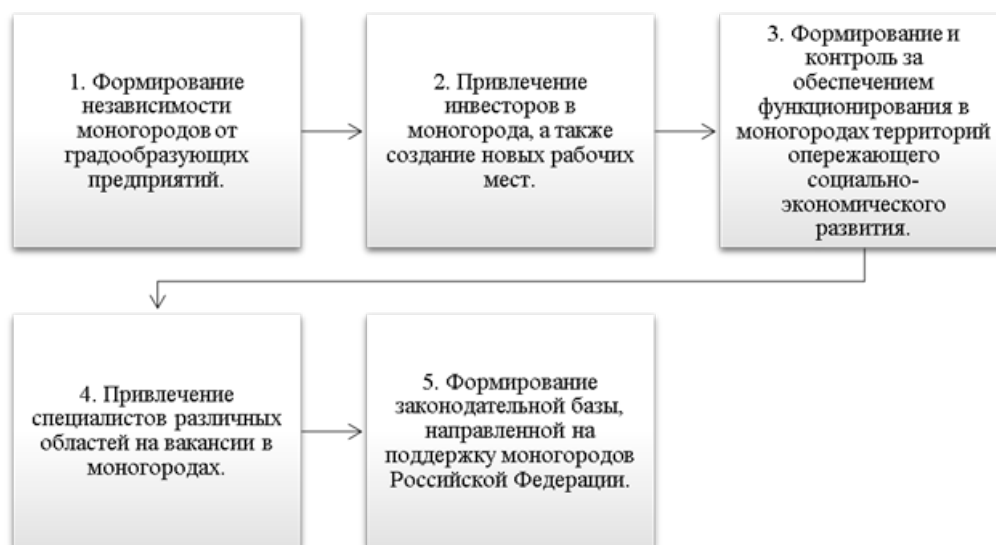 1. Формирование
независимости
моногородов от
градообразующих
предприятий.
2. Привлечение
инвесторов в
моногорода, а также
создание новых рабочих
мест.
3. Формирование и
контроль за
обеспечением
функционирования в
моногородах территорий
опережающего
социально-
экономического
развития.
4. Привлечение
специалистов различных
областей на вакансии в
моногородах.
5. Формирование
законодательной базы,
направленной на
поддержку моногородов
Российской Федерации.